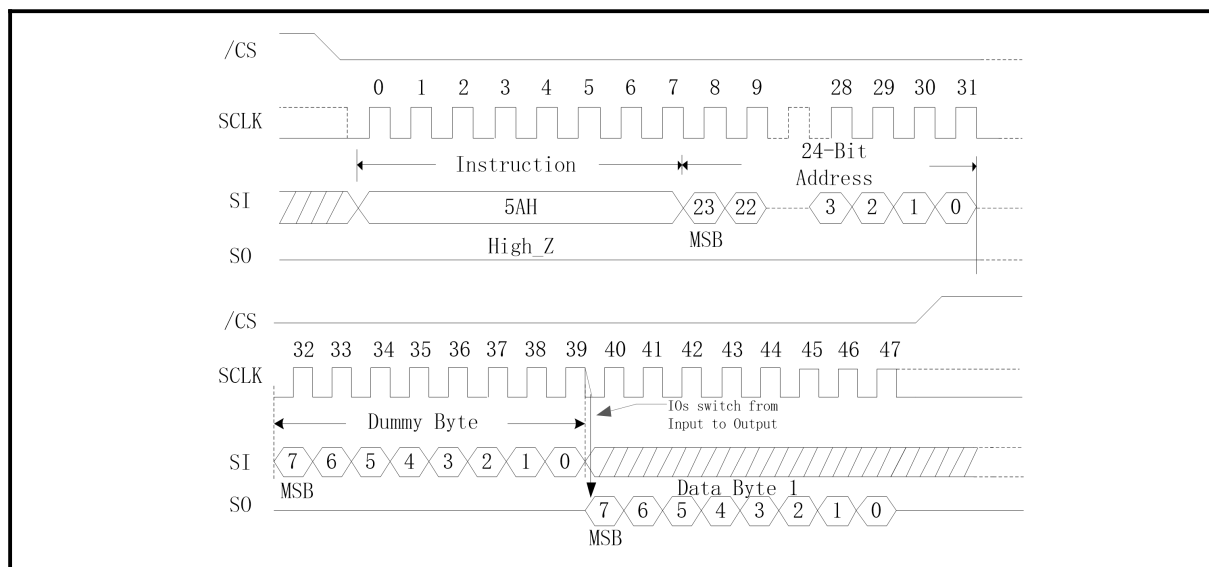 /CS
0 1 2 3 4 5 6 7 8 9 28 29 30 31
SCLK
Instruction
24-Bit
Address
SI
5AH
23 22 3 2 1 0
MSB
High_Z
SO
/CS
32 33 34 35 36 37 38 39 40 41 42 43 44 45 46 47
SCLK
IOs switch from
Input to Output
Dummy Byte
SI
7 6 5 4 3 2 1 0
MSB
Data Byte 1
SO
7 6 5 4 3 2 1 0
MSB